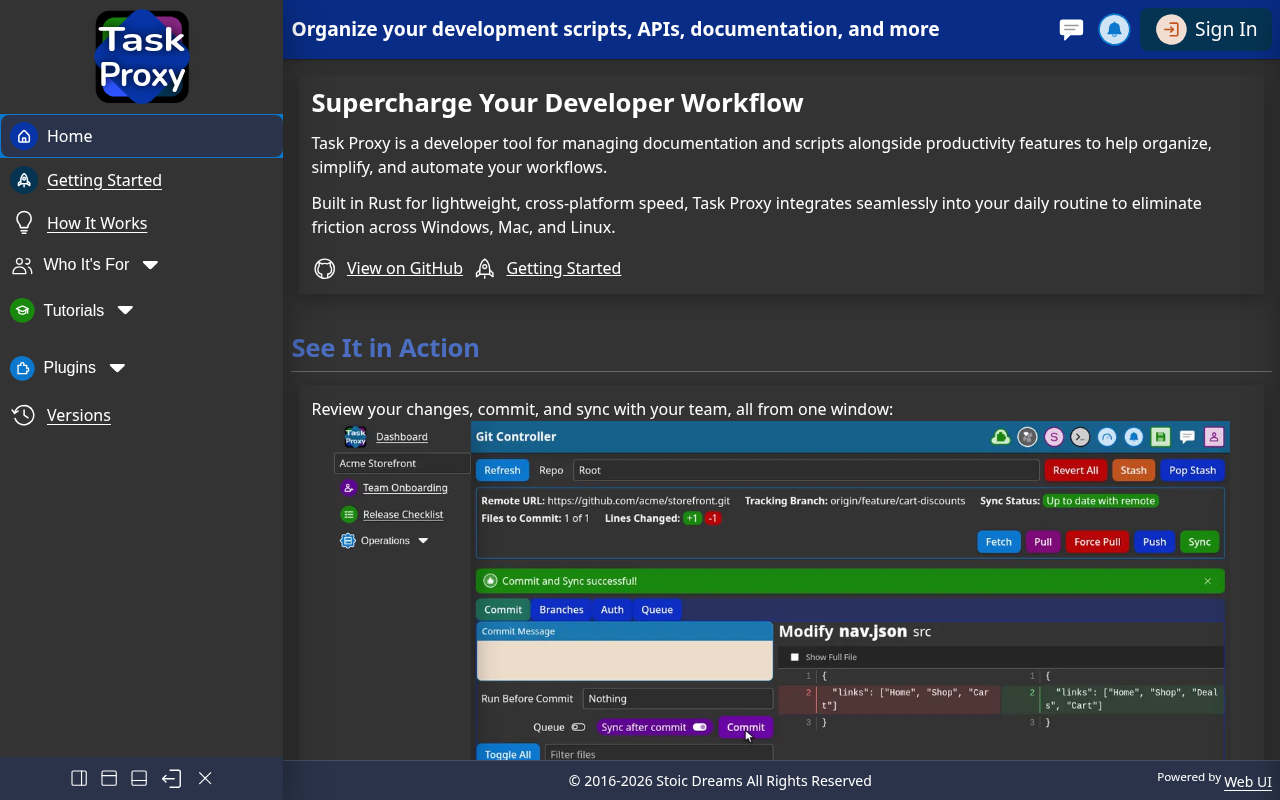 Task
Proxy
Organize your development scripts, APIs, documentation, and more
Sign In
Home
Getting Started
How It Works
Who It's For
Tutorials
Plugins
Versions
Supercharge Your Developer Workflow
Task Proxy is a developer tool for managing documentation and scripts alongside productivity features to help organize,
simplify, and automate your workflows.
Built in Rust for lightweight, cross-platform speed, Task Proxy integrates seamlessly into your daily routine to eliminate
friction across Windows, Mac, and Linux.
View on GitHub
Getting Started
See It in Action
Review your changes, commit, and sync with your team, all from one window:
Task
Proxy
Dashboard
Acme Storefront
Team Onboarding
Release Checklist
Operations
Git Controller
S
Refresh
Repo
Root
Revert All
Stash
Pop Stash
Remote URL: https://github.com/acme/storefront.git
Tracking Branch: origin/feature/cart-discounts
Sync Status: Up to date with remote
Files to Commit: 1 of 1
Lines Changed: +1 -1
Fetch
Pull
Force Pull
Push
Sync
Commit and Sync successful!
Commit
Branches
Auth
Queue
Commit Message
Run Before Commit
Nothing
Queue
Sync after commit
Commit
Toggle All
Filter files
Modify nav.json src
Show Full File
1 {
2 "links": ["Home", "Shop", "Car
t"]
3 }
1 {
2 "links": ["Home", "Shop", "Deal
s", "Cart"]
3 }
© 2016-2026 Stoic Dreams All Rights Reserved
Powered by Web UI